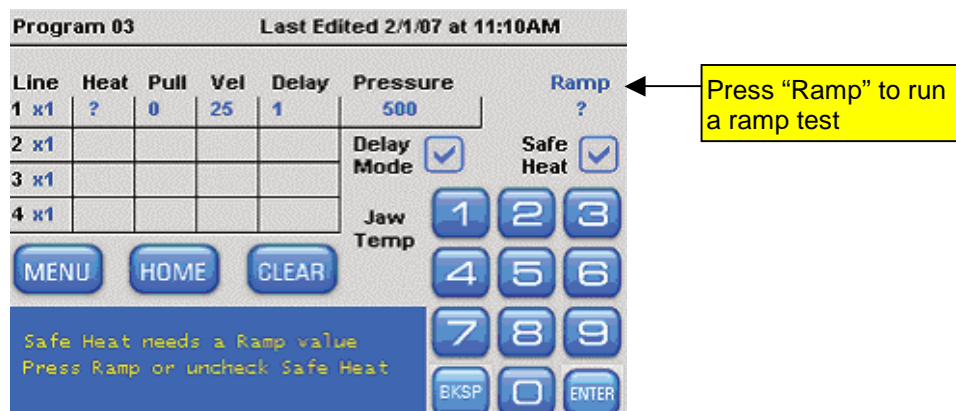 Program 03 Last Edited 2/1/07 at 11:10AM
Line Heat Pull Vel Delay Pressure Ramp
1 x1 ? 0 25 1 500 ?
2 x1 Delay Mode Safe Heat
3 x1
4 x1 Jaw Temp
1 2 3
MENU HOME CLEAR
4 5 6
Safe Heat needs a Ramp value
Press Ramp or uncheck Safe Heat
7 8 9
BKSP 0 ENTER
Press “Ramp” to run
a ramp test